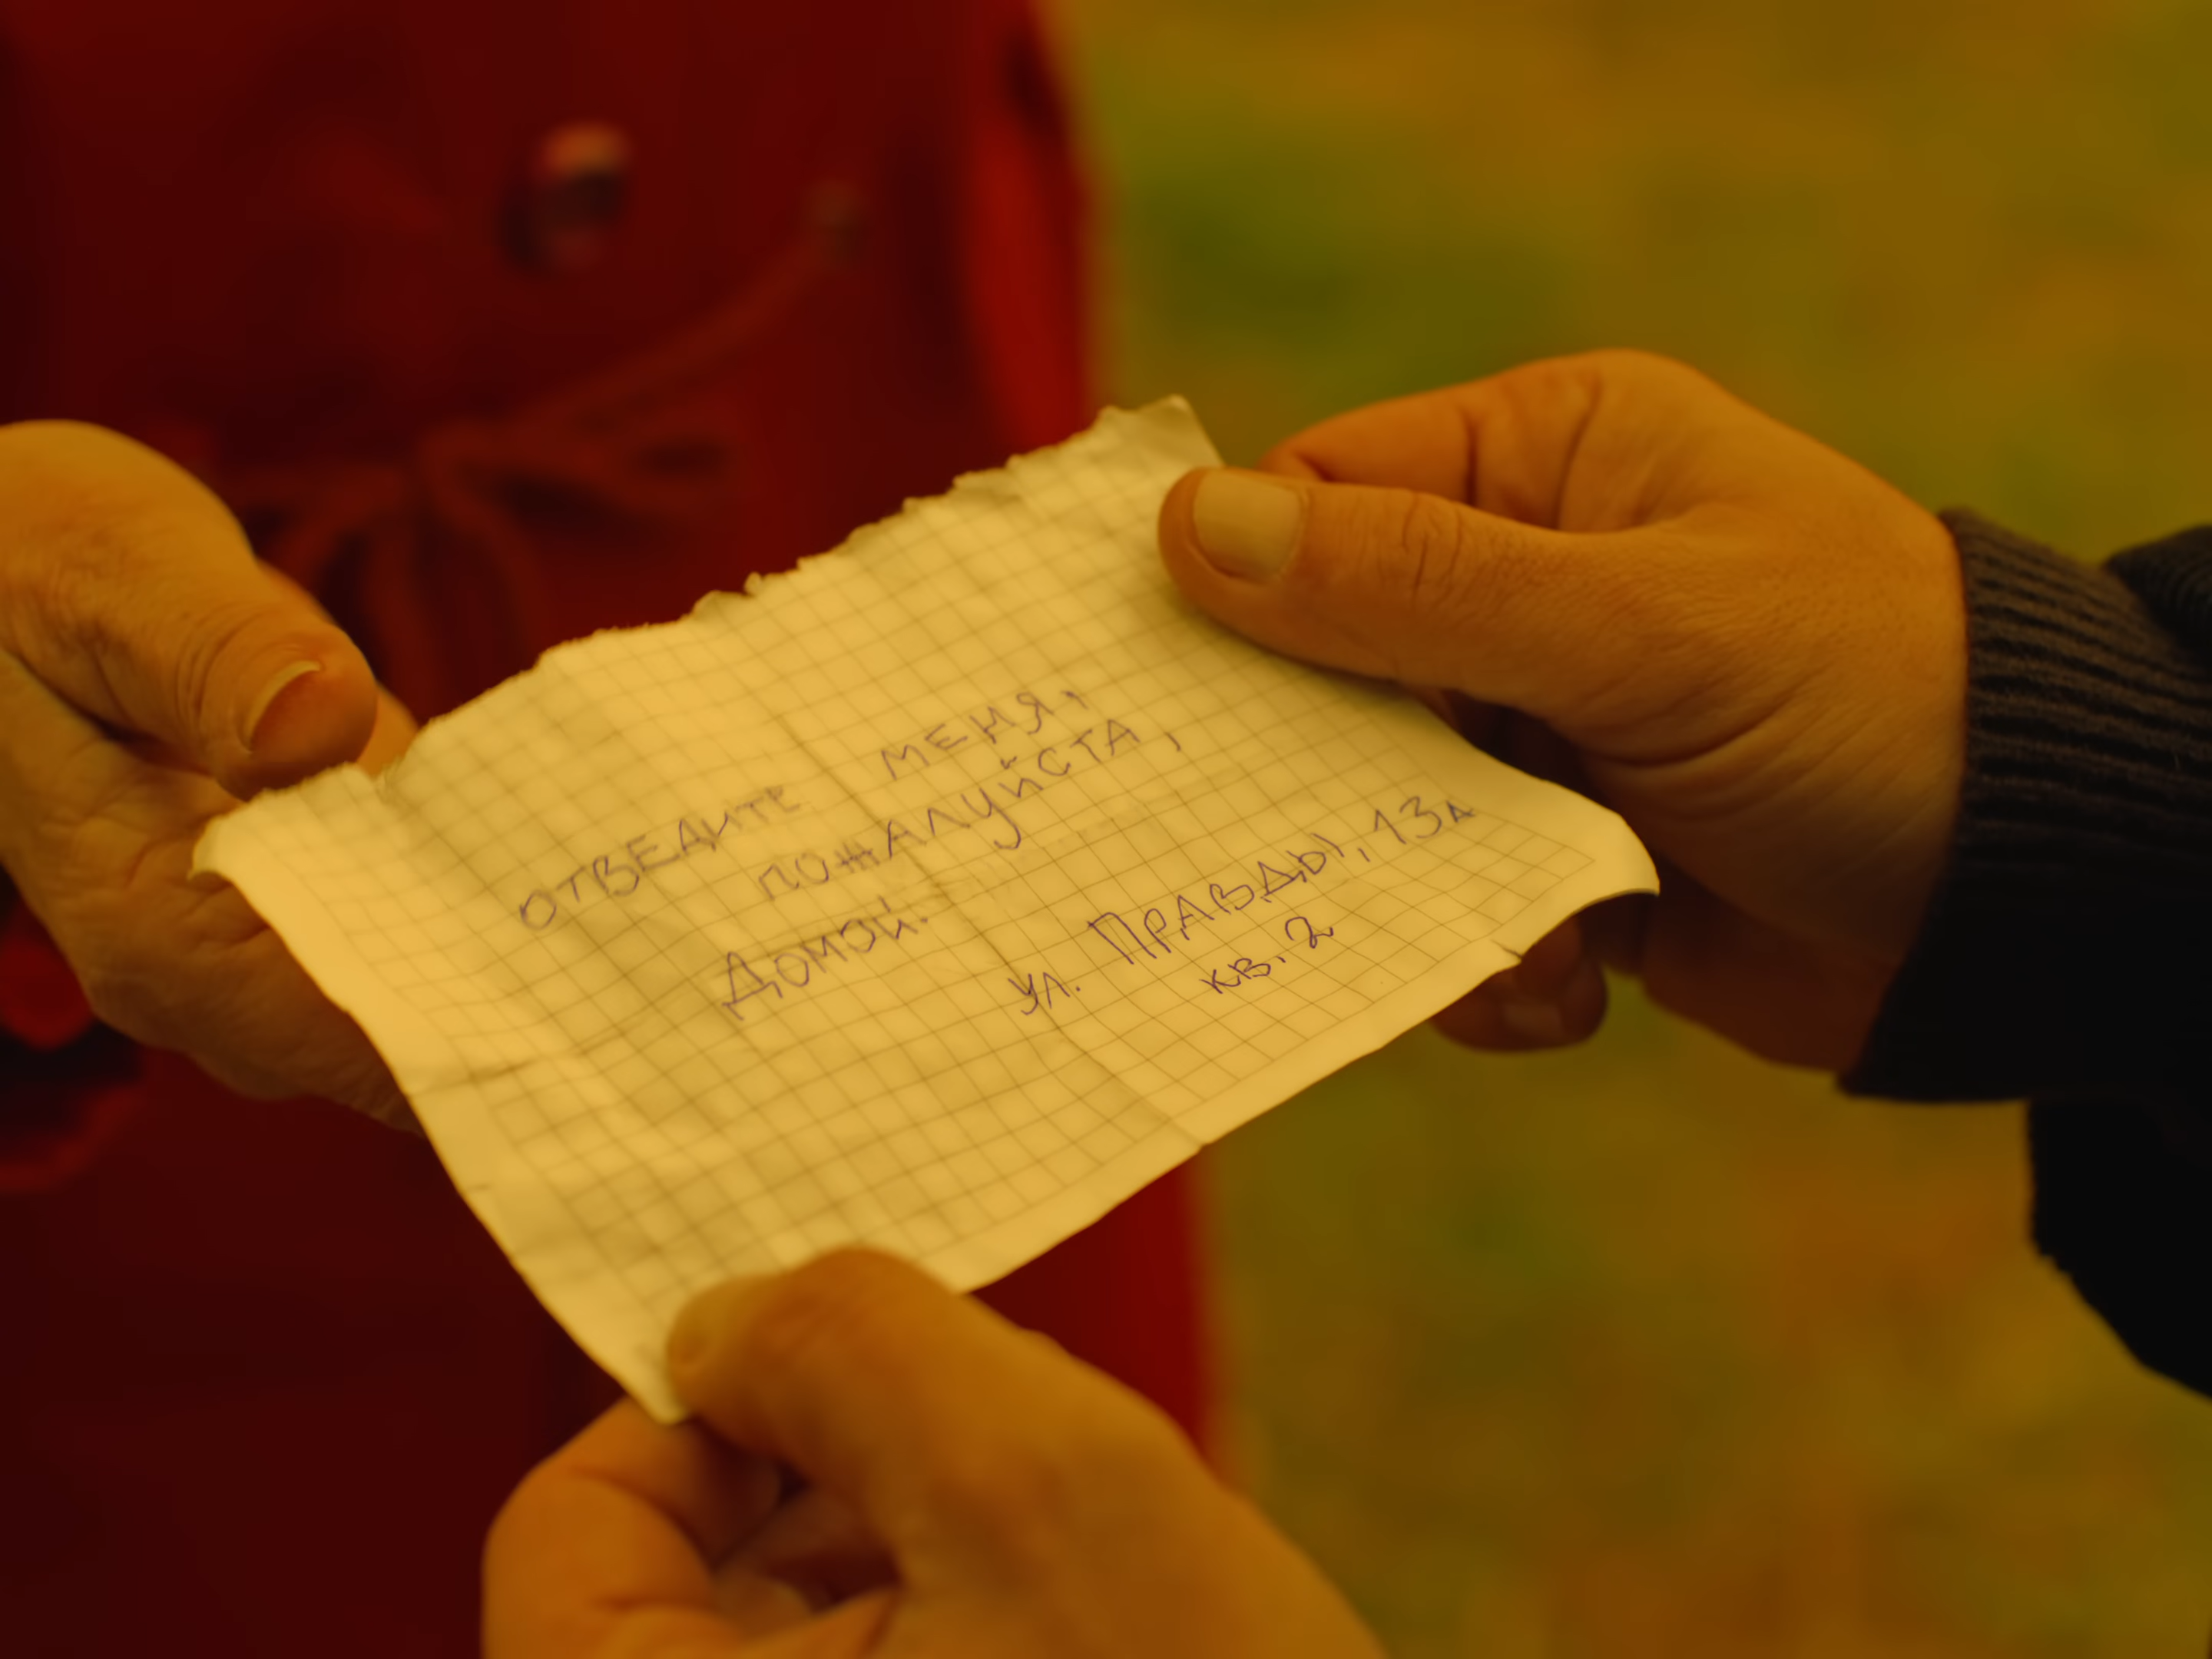 ОТВЕДИТЕ МЕНЯ,
ПОЖАЛУЙСТА,
ДОМОЙ.
УЛ. ПРАВДЫ, 13А
КВ. 2